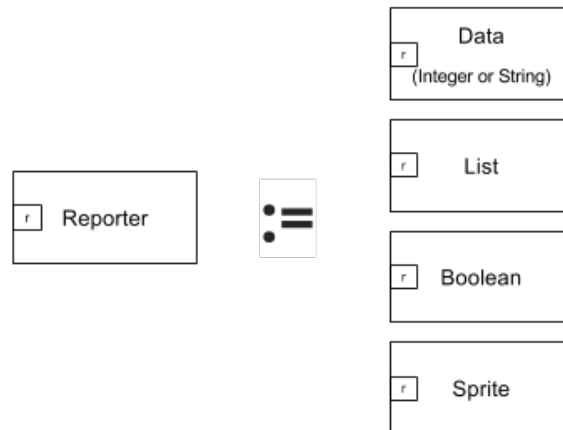 r
Reporter
:=
r
Data
(Integer or String)
r
List
r
Boolean
r
Sprite